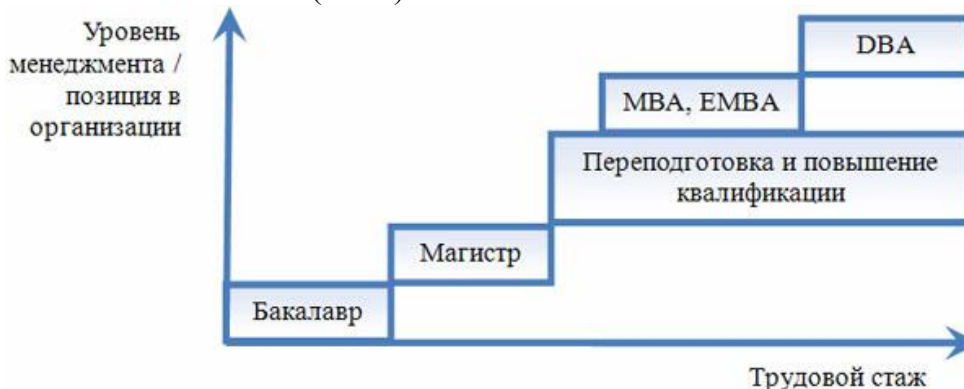 Уровень
менеджмента /
позиция в
организации
DBA
MBA, EMBA
Переподготовка и повышение
квалификации
Магистр
Бакалавр
Трудовой стаж